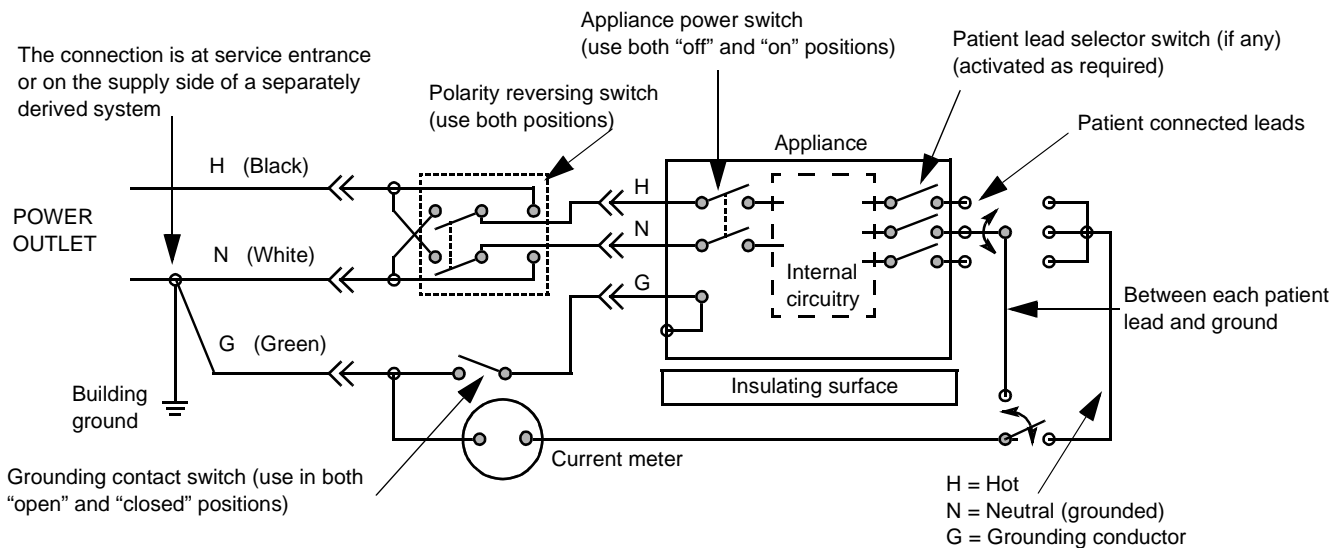 Appliance power switch
(use both “off” and “on” positions)
Patient lead selector switch (if any)
(activated as required)
The connection is at service entrance
or on the supply side of a separately
derived system
Polarity reversing switch
(use both positions)
Patient connected leads
Appliance
H (Black)
H
POWER
OUTLET
N
N (White)
Internal
circuitry
G
Between each patient
lead and ground
G (Green)
Insulating surface
Building
ground
Current meter
Grounding contact switch (use in both
“open” and “closed” positions)
H = Hot
N = Neutral (grounded)
G = Grounding conductor